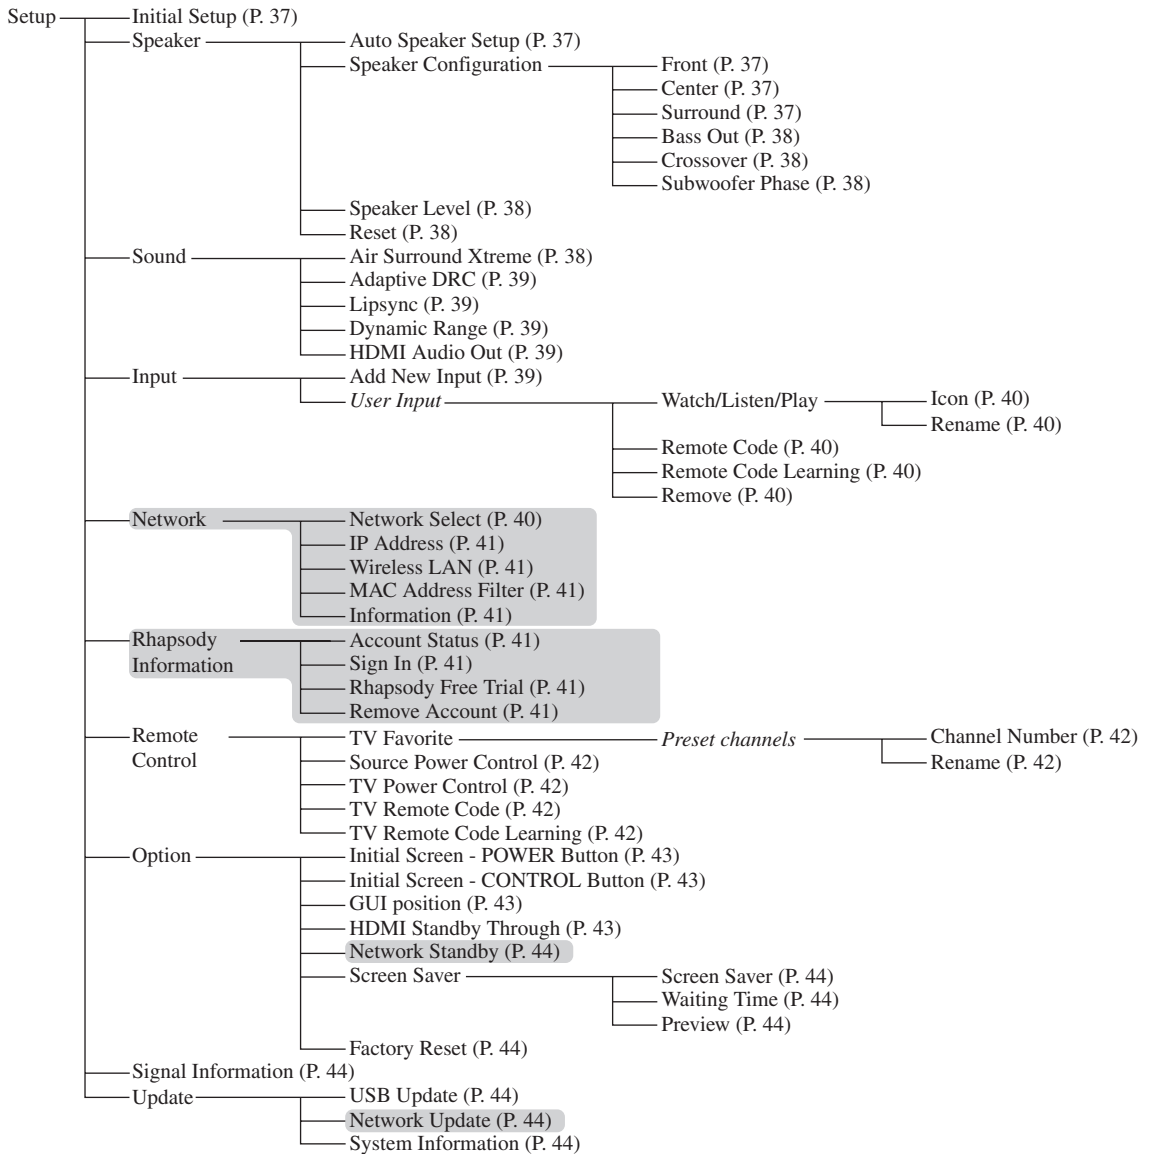 Setup Initial Setup (P. 37)
Speaker Auto Speaker Setup (P. 37)
Speaker Configuration Front (P. 37)
Center (P. 37)
Surround (P. 37)
Bass Out (P. 38)
Crossover (P. 38)
Subwoofer Phase (P. 38)
Speaker Level (P. 38)
Reset (P. 38)
Sound Air Surround Xtreme (P. 38)
Adaptive DRC (P. 39)
Lipsync (P. 39)
Dynamic Range (P. 39)
HDMI Audio Out (P. 39)
Input Add New Input (P. 39)
User Input Watch/Listen/Play Icon (P. 40)
Rename (P. 40)
Remote Code (P. 40)
Remote Code Learning (P. 40)
Remove (P. 40)
Network Network Select (P. 40)
IP Address (P. 41)
Wireless LAN (P. 41)
MAC Address Filter (P. 41)
Information (P. 41)
Rhapsody Account Status (P. 41)
Information Sign In (P. 41)
Rhapsody Free Trial (P. 41)
Remove Account (P. 41)
Remote TV Favorite Preset channels Channel Number (P. 42)
Control Source Power Control (P. 42) Rename (P. 42)
TV Power Control (P. 42)
TV Remote Code (P. 42)
TV Remote Code Learning (P. 42)
Option Initial Screen - POWER Button (P. 43)
Initial Screen - CONTROL Button (P. 43)
GUI position (P. 43)
HDMI Standby Through (P. 43)
Network Standby (P. 44)
Screen Saver Screen Saver (P. 44)
Waiting Time (P. 44)
Preview (P. 44)
Factory Reset (P. 44)
Signal Information (P. 44)
Update USB Update (P. 44)
Network Update (P. 44)
System Information (P. 44)